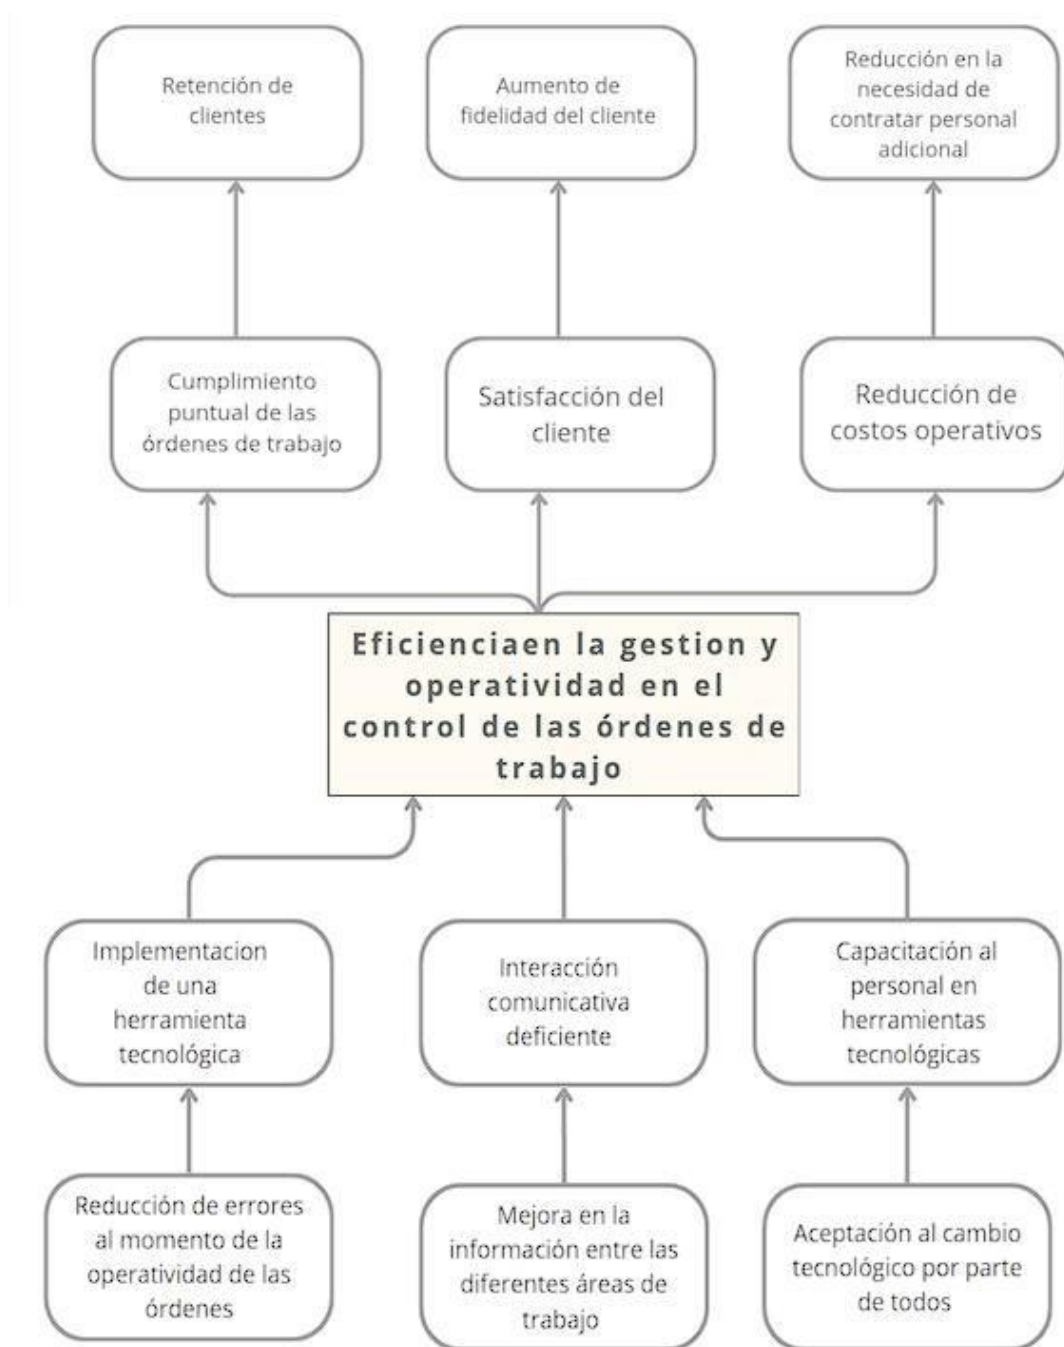 Retención de
clientes
Aumento de
fidelidad del cliente
Reducción en la
necesidad de
contratar personal
adicional
Cumplimiento
puntual de las
órdenes de trabajo
Satisfacción del
cliente
Reducción de
costos operativos
Eficienciaen la gestion y
operatividad en el
control de las órdenes de
trabajo
Implementacion
de una
herramienta
tecnológica
Interacción
comunicativa
deficiente
Capacitación al
personal en
herramientas
tecnológicas
Reducción de errores
al momento de la
operatividad de las
órdenes
Mejora en la
información entre las
diferentes áreas de
trabajo
Aceptación al cambio
tecnológico por parte
de todos